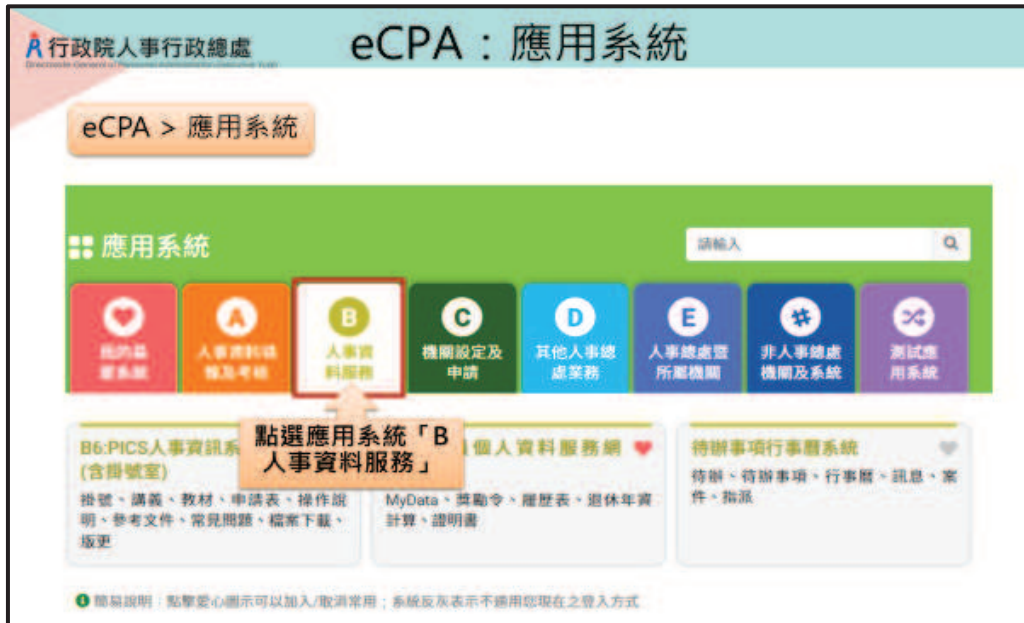 行政院人事行政總處
eCPA：應用系統
eCPA > 應用系統
應用系統
請輸入
A
人事資料
B
人事資
料服務
C
機關設定及
申請
D
其他人事總
處業務
E
人事總處暨
所屬機關
#
非人事總處
機關及系統
測試應
用系統
點選應用系統「B
人事資料服務」
B6:PICS人事資訊系
(含掛號室)
掛號、講義、教材、申請表、操作說
明、參考文件、常見問題、檔案下載、
版更
個人資料服務網
MyData、獎勵令、履歷表、退休年資
計算、證明書
待辦事項行事曆系統
待辦、待辦事項、行事曆、訊息、案
件、指派
簡易說明：點擊愛心圖示可以加入/取消常用；系統反灰表示不適用您現在之登入方式